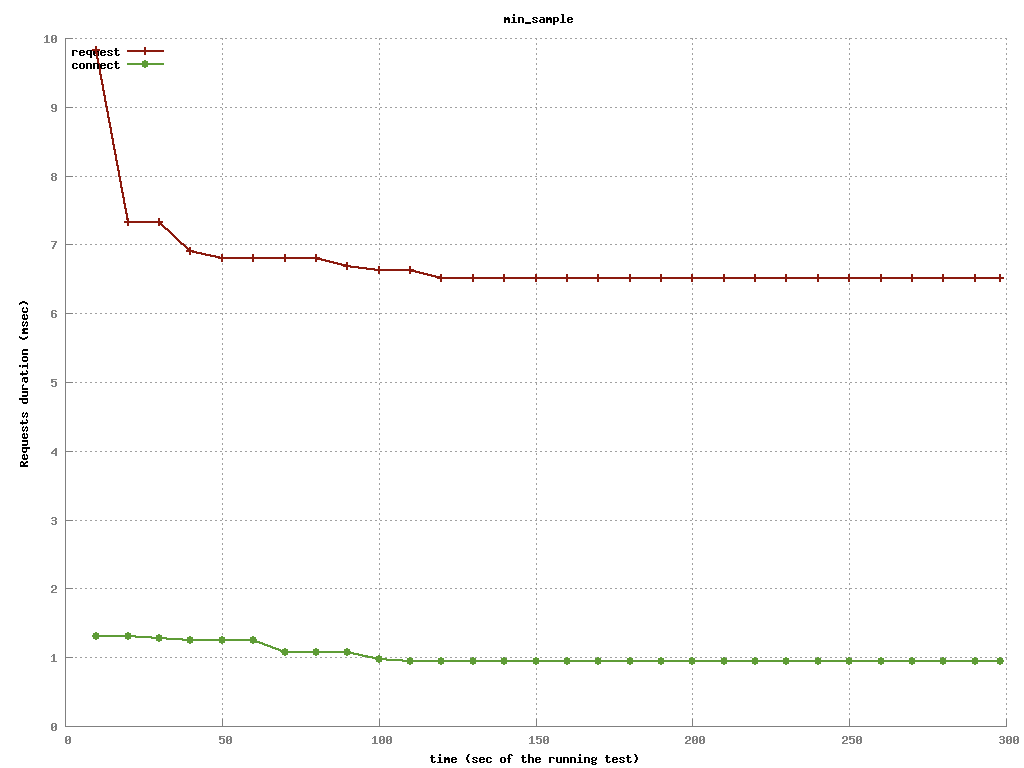 min_sample
request
connect
10
9
8
7
6
5
4
3
2
1
0
Requests duration (msec)
0 50 100 150 200 250 300
time (sec of the running test)